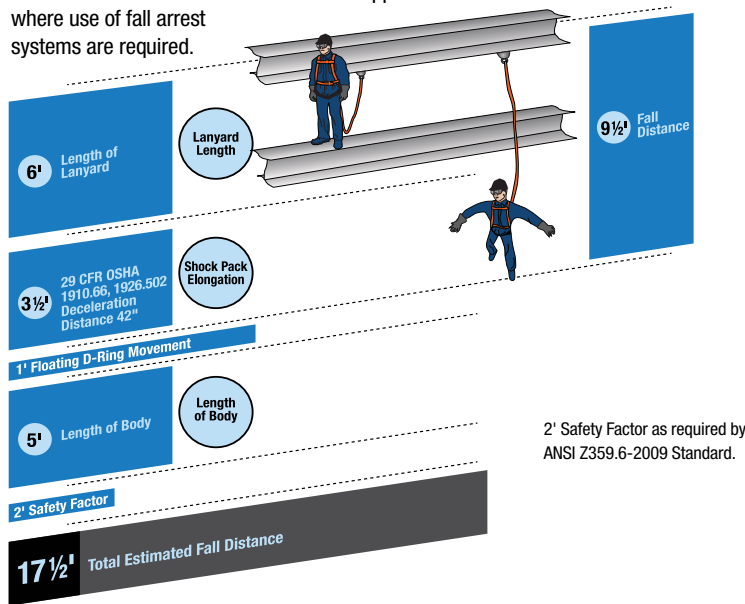 where use of fall arrest
systems are required.
6'
Length of
Lanyard
Lanyard
Length
9½'
Fall
Distance
3½'
29 CFR OSHA
1910.66, 1926.502
Deceleration
Distance 42"
Shock Pack
Elongation
1' Floating D-Ring Movement
5'
Length of Body
Length
of Body
2' Safety Factor as required by
ANSI Z359.6-2009 Standard.
2' Safety Factor
17½'
Total Estimated Fall Distance